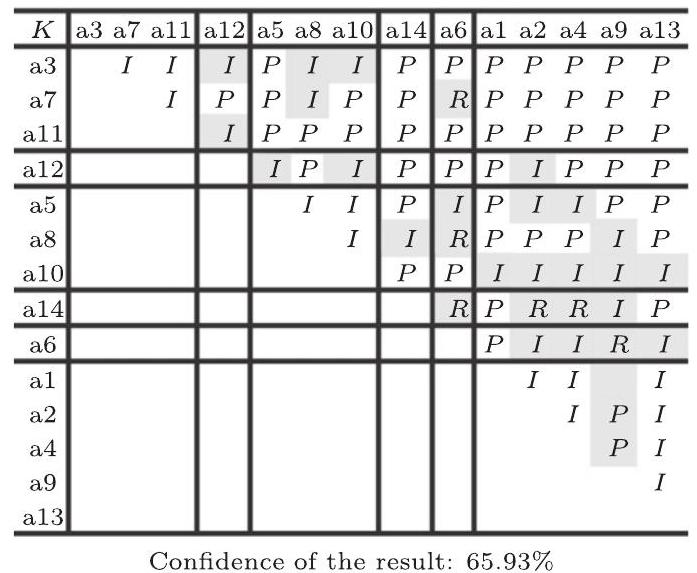 K a3 a7 a11 a12 a5 a8 a10 a14 a6 a1 a2 a4 a9 a13
a3 I I I P I I P P P P P P P
a7 I P P I P P R P P P P P
a11 I P P P P P P P P P P
a12 I P I P P P I P P P
a5 I I P I P I I P P
a8 I I R P P P I P
a10 P P I I I I I
a14 R P R R I P
a6 P I I R I
a1 I I I
a2 I P I
a4 P I
a9 I
a13
Confidence of the result: 65.93%